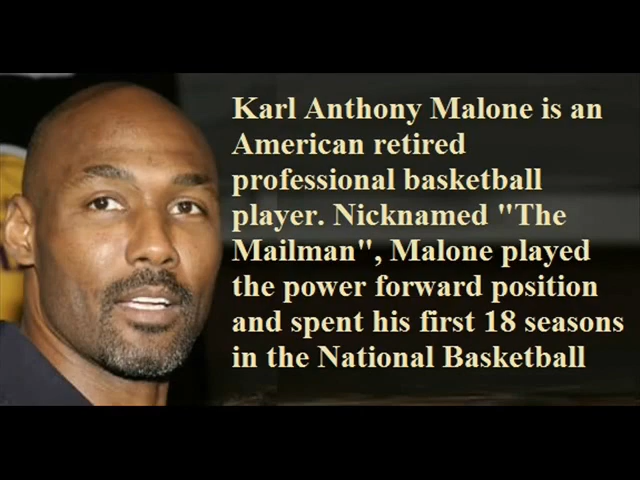 Karl Anthony Malone is an
American retired
professional basketball
player. Nicknamed "The
Mailman", Malone played
the power forward position
and spent his first 18 seasons
in the National Basketball